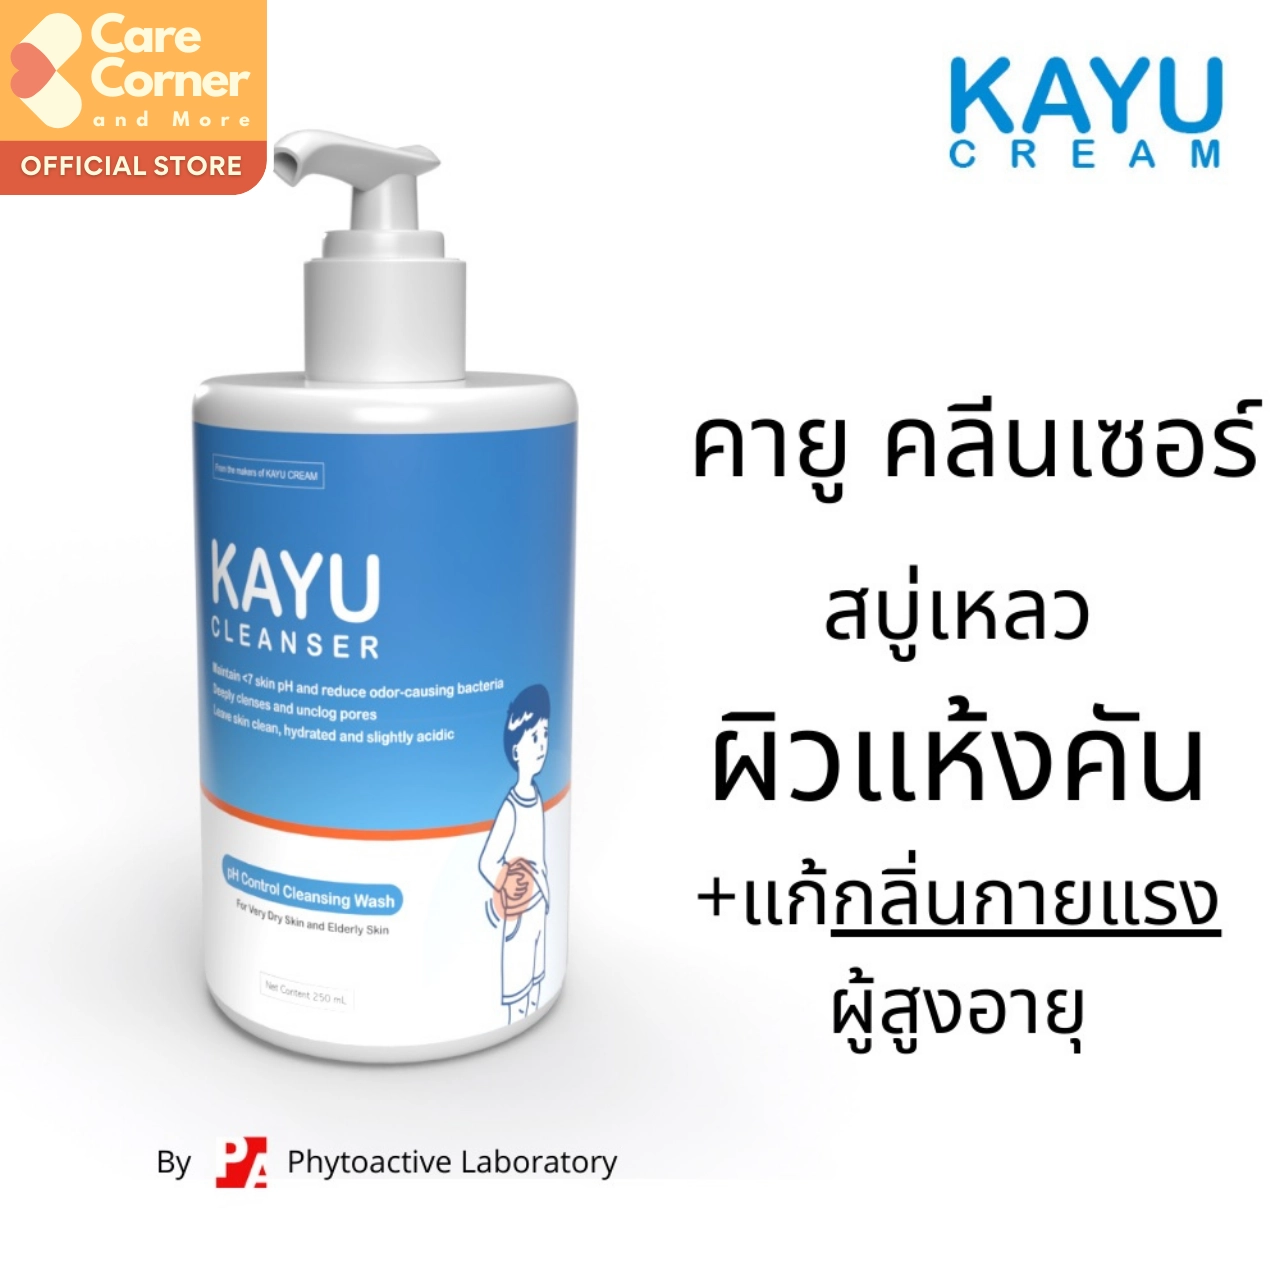 Care
Corner
and More
OFFICIAL STORE
KAYU
CREAM
From the makers of KAYU CREAM
KAYU
CLEANSER
Maintain <7 skin pH and reduce odor-causing bacteria
Deeply clenses and unclog pores
Leave skin clean, hydrated and slightly acidic
pH Control Cleansing Wash
For Very Dry Skin and Elderly Skin
Net Content 250 mL
คายู คลีนเซอร์
สบู่เหลว
ผิวแห้งคัน
+แก้กลิ่นกายแรง
ผู้สูงอายุ
By PA Phytoactive Laboratory